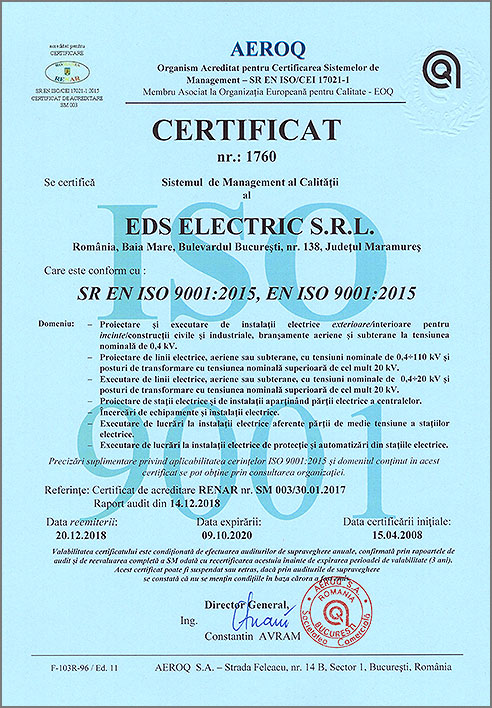 acreditat pentru
CERTIFICARE
RENAR
SR EN ISO/CEI 17021-1:2015
CERTIFICAT DE ACREDITARE
SM 003
AEROQ
Organism Acreditat pentru Certificarea Sistemelor de
Management – SR EN ISO/CEI 17021-1
Membru Asociat la Organizația Europeană pentru Calitate - EOQ
CERTIFICAT
nr.: 1760
Se certifică Sistemul de Management al Calității
al
ISO
9001
EDS ELECTRIC S.R.L.
România, Baia Mare, Bulevardul București, nr. 138, Județul Maramureș
Care este conform cu :
SR EN ISO 9001:2015, EN ISO 9001:2015
Domeniu: – Proiectare și executare de instalații electrice exterioare/interioare pentru
incinte/construcții civile și industriale, branșamente aeriene și subterane la tensiunea
nominală de 0,4 kV.
– Proiectare de linii electrice, aeriene sau subterane, cu tensiuni nominale de 0,4÷110 kV și
posturi de transformare cu tensiunea nominală superioară de cel mult 20 kV.
– Executare de linii electrice, aeriene sau subterane, cu tensiuni nominale de 0,4÷20 kV și
posturi de transformare cu tensiunea nominală superioară de cel mult 20 kV.
– Proiectare de stații electrice și de instalații aparținând părții electrice a centralelor.
– Încercări de echipamente și instalații electrice.
– Executare de lucrări la instalații electrice aferente părții de medie tensiune a stațiilor
electrice.
– Executare de lucrări la instalații electrice de protecție și automatizări din stațiile electrice.
Precizări suplimentare privind aplicabilitatea cerințelor ISO 9001:2015 și domeniul conținut în acest
certificat se pot obține prin consultarea organizației.
Referințe: Certificat de acreditare RENAR nr. SM 003/30.01.2017
Raport audit din 14.12.2018
Data reemiterii: Data expirării: Data certificării inițiale:
20.12.2018 09.10.2020 15.04.2008
Valabilitatea certificatului este condiționată de efectuarea auditurilor de supraveghere anuale, confirmată prin rapoartele de
audit și de reevaluarea completă a SM odată cu recertificarea acestuia înainte de expirarea perioadei de valabilitate (3 ani).
Acest certificat poate fi suspendat sau retras, dacă prin auditurile de supraveghere
se constată că nu se mențin condițiile în baza cărora a fost emis.
Director General,
Ing.
Constantin AVRAM
AEROQ S.A.
ROMANIA
BUCUREȘTI
Societatea Comercială
F-103R-96 / Ed. 11 AEROQ S.A. – Strada Feleacu, nr. 14 B, Sector 1, București, România